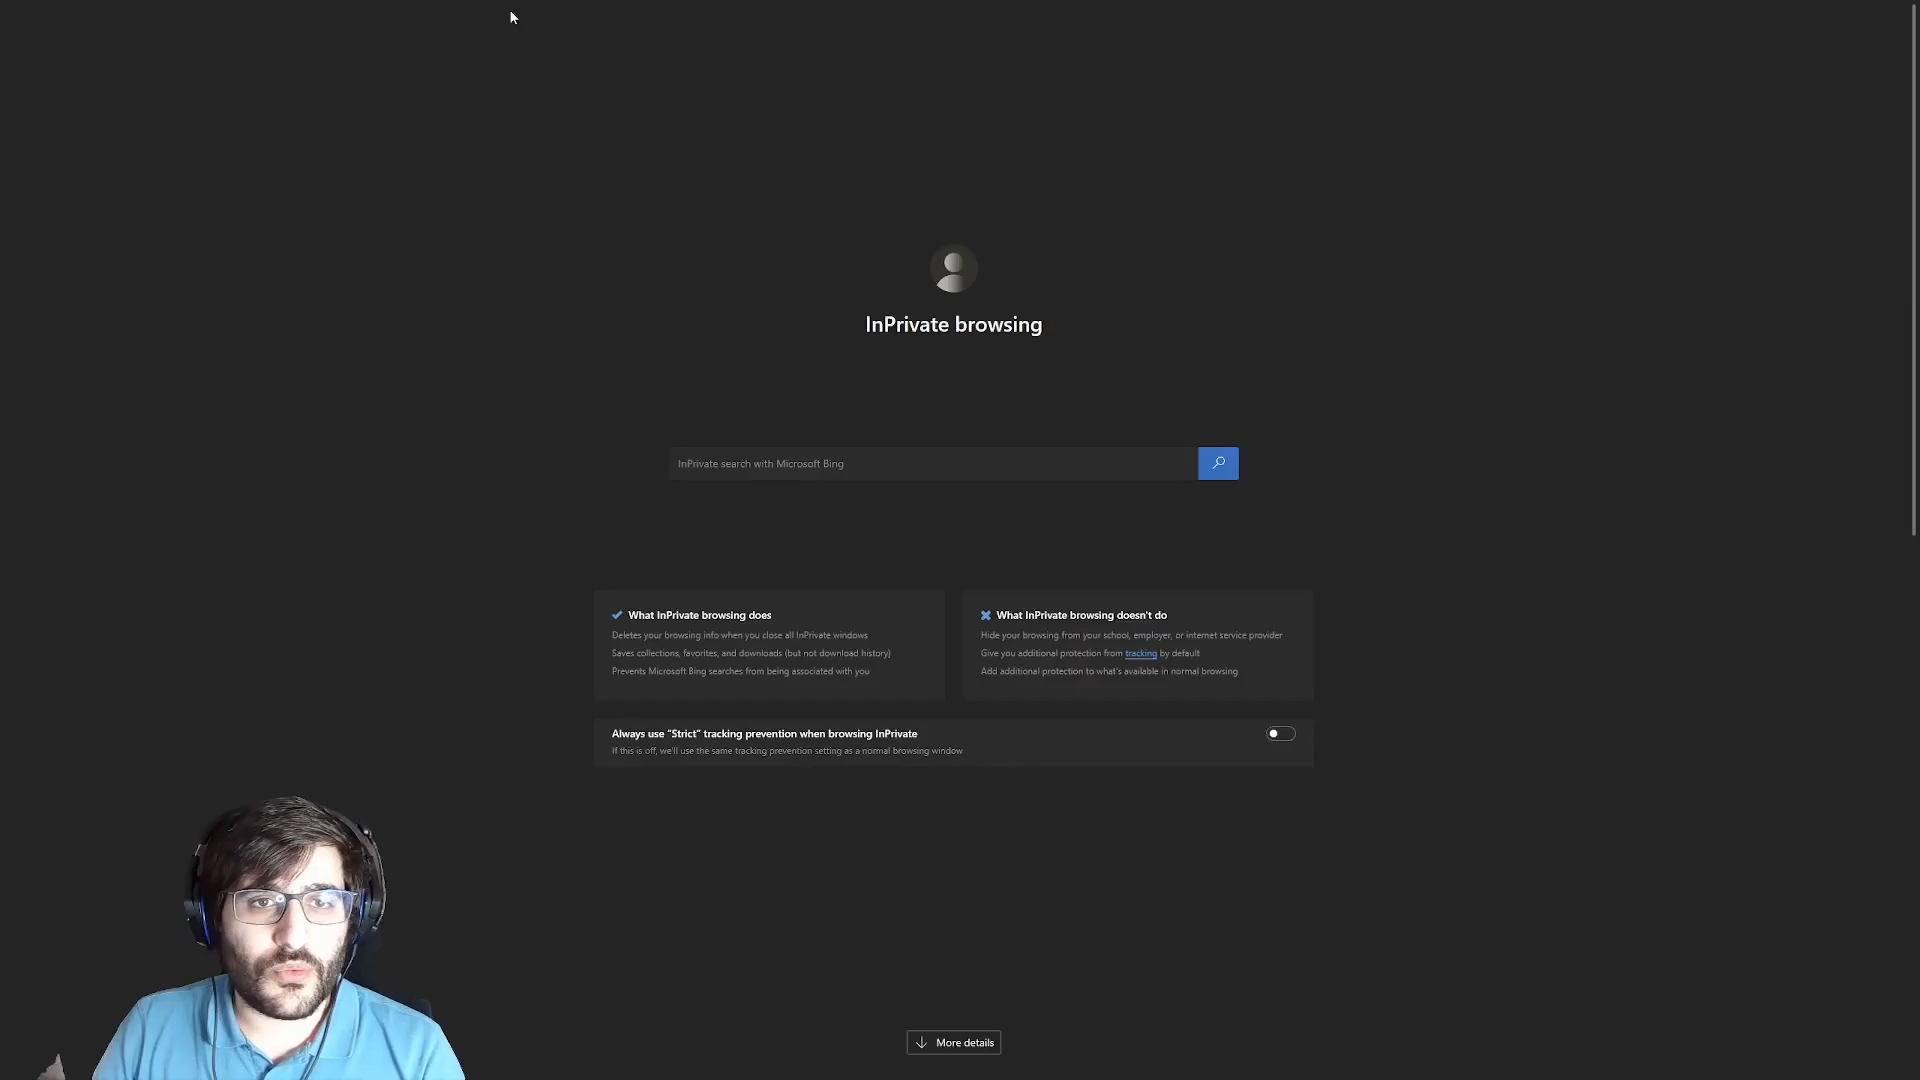 InPrivate browsing
InPrivate search with Microsoft Bing
What InPrivate browsing does
Deletes your browsing info when you close all InPrivate windows
Saves collections, favorites, and downloads (but not download history)
Prevents Microsoft Bing searches from being associated with you
What InPrivate browsing doesn't do
Hide your browsing from your school, employer, or internet service provider
Give you additional protection from tracking by default
Add additional protection to what's available in normal browsing
Always use “Strict” tracking prevention when browsing InPrivate
If this is off, we'll use the same tracking prevention setting as a normal browsing window
More details